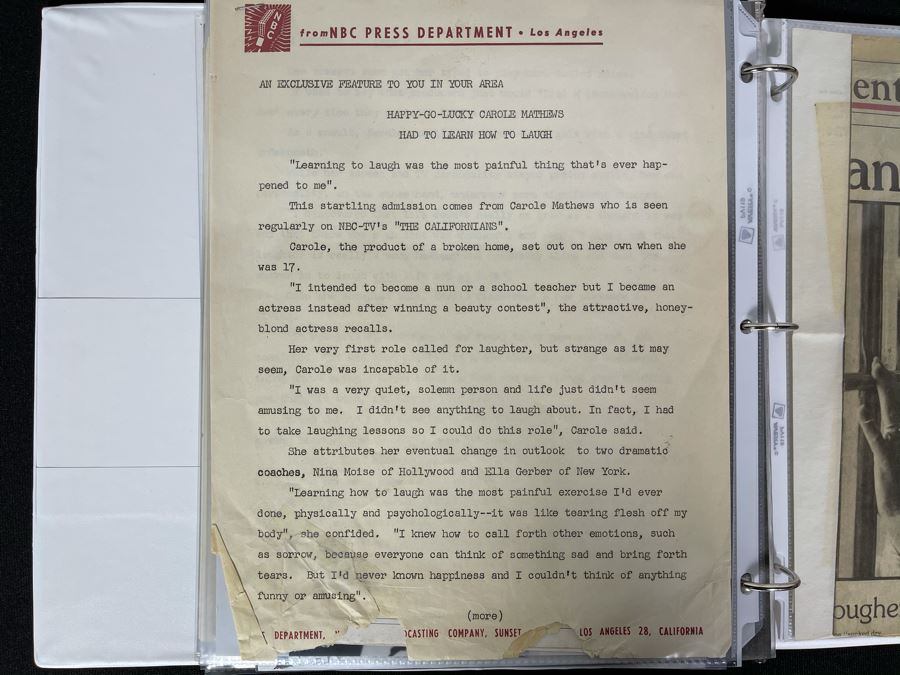 NBC
from NBC PRESS DEPARTMENT • Los Angeles
AN EXCLUSIVE FEATURE TO YOU IN YOUR AREA
HAPPY-GO-LUCKY CAROLE MATHEWS
HAD TO LEARN HOW TO LAUGH
"Learning to laugh was the most painful thing that's ever hap-
pened to me".
This startling admission comes from Carole Mathews who is seen
regularly on NBC-TV's "THE CALIFORNIANS".
Carole, the product of a broken home, set out on her own when she
was 17.
"I intended to become a nun or a school teacher but I became an
actress instead after winning a beauty contest", the attractive, honey-
blond actress recalls.
Her very first role called for laughter, but strange as it may
seem, Carole was incapable of it.
"I was a very quiet, solemn person and life just didn't seem
amusing to me. I didn't see anything to laugh about. In fact, I had
to take laughing lessons so I could do this role", Carole said.
She attributes her eventual change in outlook to two dramatic
coaches, Nina Moise of Hollywood and Ella Gerber of New York.
"Learning how to laugh was the most painful exercise I'd ever
done, physically and psychologically--it was like tearing flesh off my
body", she confided. "I knew how to call forth other emotions, such
as sorrow, because everyone can think of something sad and bring forth
tears. But I'd never known happiness and I couldn't think of anything
funny or amusing".
(more)
DEPARTMENT, DCASTING COMPANY, SUNSET LOS ANGELES 28, CALIFORNIA
ent
an
oughe